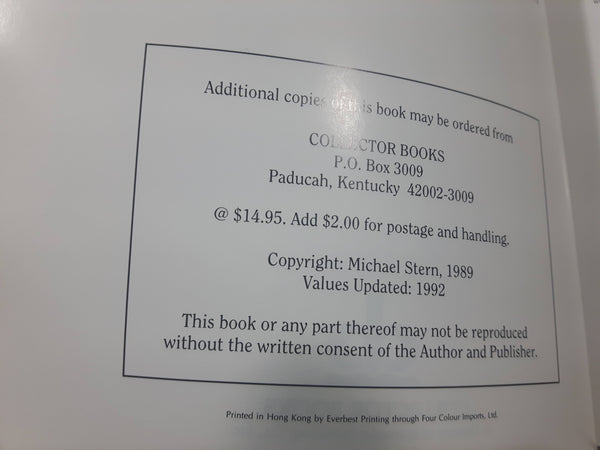 Additional copies of this book may be ordered from
COLLECTOR BOOKS
P.O. Box 3009
Paducah, Kentucky 42002-3009
@ $14.95. Add $2.00 for postage and handling.
Copyright: Michael Stern, 1989
Values Updated: 1992
This book or any part thereof may not be reproduced
without the written consent of the Author and Publisher.
Printed in Hong Kong by Everbest Printing through Four Colour Imports, Ltd.